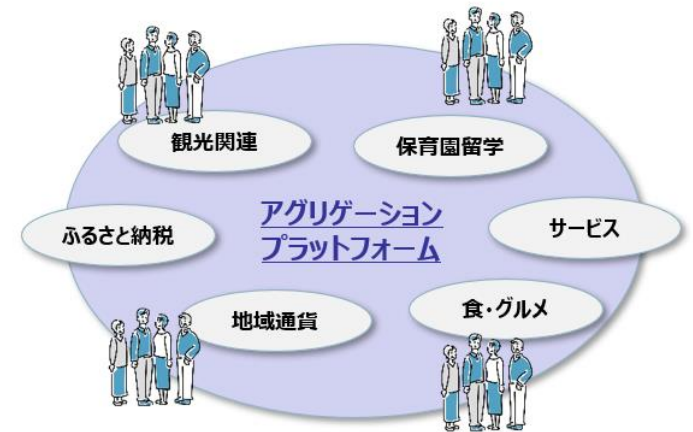 観光関連
保育園留学
アグリゲーション
プラットフォーム
ふるさと納税
サービス
地域通貨
食・グルメ